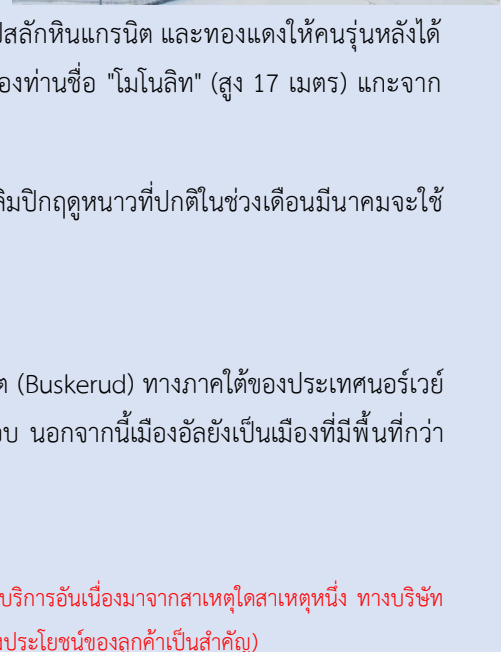 สลักหินแกรนิต และทองแดงให้คนรุ่นหลังได้
องท่านชื่อ "โมโนลิท" (สูง 17 เมตร) แกะจาก
ลิมปิกฤดูหนาวที่ปกติในช่วงเดือนมีนาคมจะใช้
(Buskerud) ทางภาคใต้ของประเทศนอร์เวย์
อบ นอกจากนี้เมืองอัลยังเป็นเมืองที่มีพื้นที่กว่า
บริการอันเนื่องมาจากสาเหตุใดสาเหตุหนึ่ง ทางบริษัท
งประโยชน์ของลูกค้าเป็นสำคัญ)